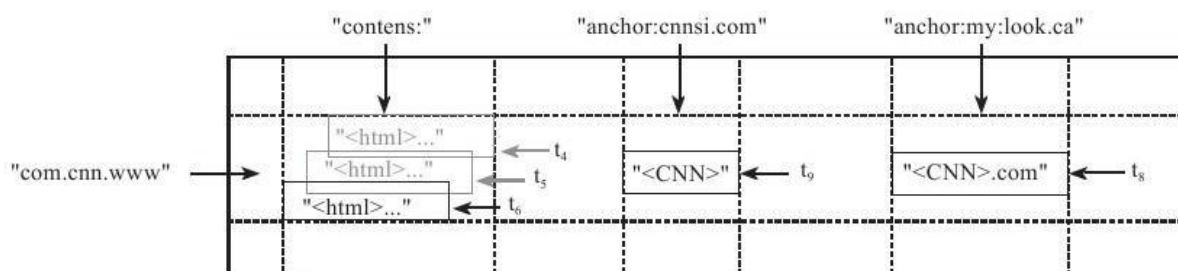 "contens:" "anchor:cnnsi.com" "anchor:my:look.ca"
"<html>..."
t4
"com.cnn.www" "<html>..." "<CNN>" t9 "<CNN>.com" t8
t5
"<html>..." t6